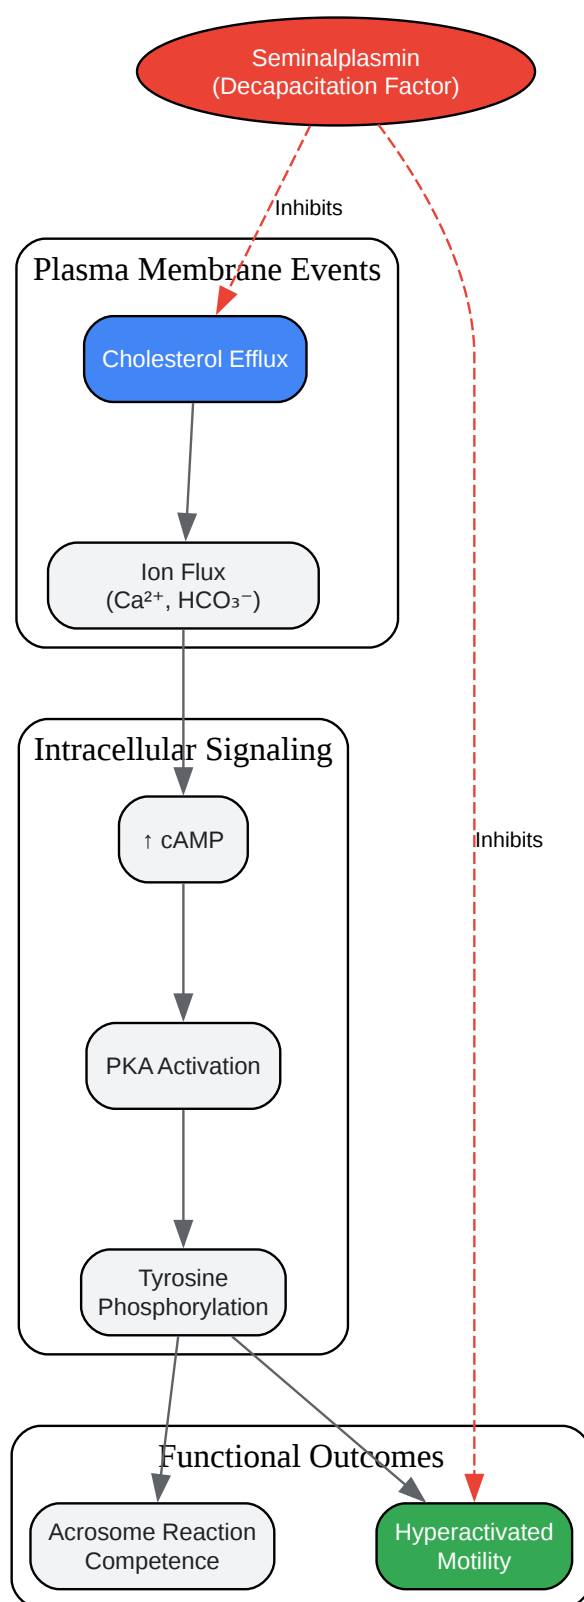 Seminalplasmin
(Decapacitation Factor)
Inhibits
Plasma Membrane Events
Cholesterol Efflux
Ion Flux
(Ca²⁺, HCO₃⁻)
Intracellular Signaling
↑ cAMP
Inhibits
PKA Activation
Tyrosine
Phosphorylation
Functional Outcomes
Acrosome Reaction
Competence
Hyperactivated
Motility